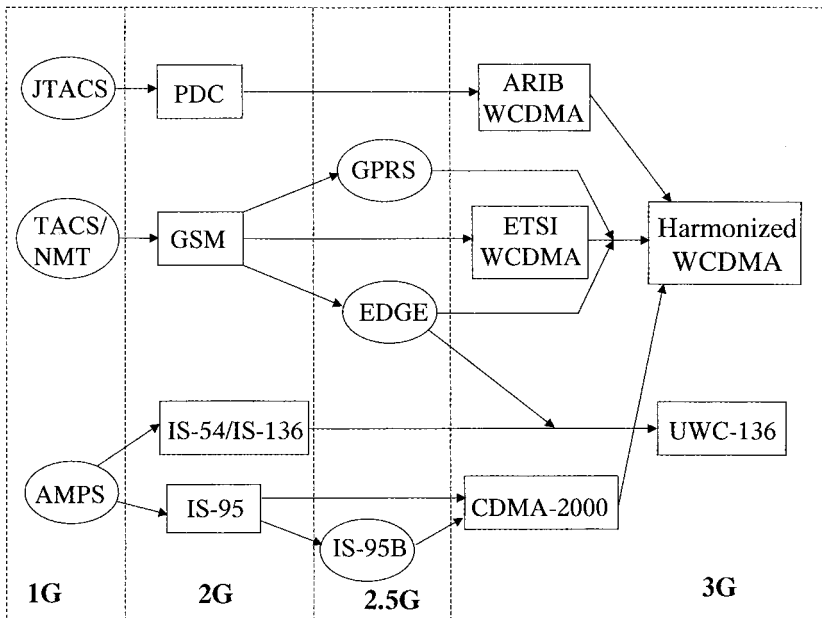 JTACS
PDC
ARIB
WCDMA
GPRS
TACS/
NMT
GSM
ETSI
WCDMA
Harmonized
WCDMA
EDGE
IS-54/IS-136
UWC-136
AMPS
IS-95
CDMA-2000
IS-95B
1G
2G
2.5G
3G